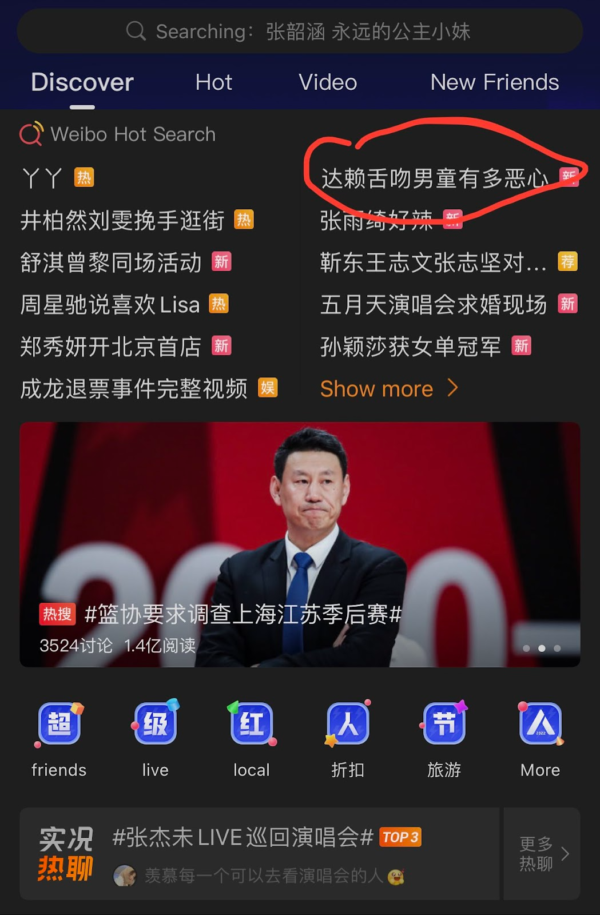 Searching: 张韶涵 永远的公主小妹
Discover Hot Video New Friends
Weibo Hot Search
丫丫 热
达赖舌吻男童有多恶心 新
井柏然刘雯挽手逛街 热
张雨绮好辣 新
舒淇曾黎同场活动 新
靳东王志文张志坚对... 荐
周星驰说喜欢Lisa 热
五月天演唱会求婚现场 新
郑秀妍开北京首店 新
孙颖莎获女单冠军 新
成龙退票事件完整视频 娱
Show more
热搜 #篮协要求调查上海江苏季后赛#
3524讨论 1.4亿阅读
超 级 红 人 节 人
friends live local 折扣 旅游 More
实况热聊
#张杰未LIVE巡回演唱会# TOP 3
羡慕每一个可以去看演唱会的人
更多
热聊